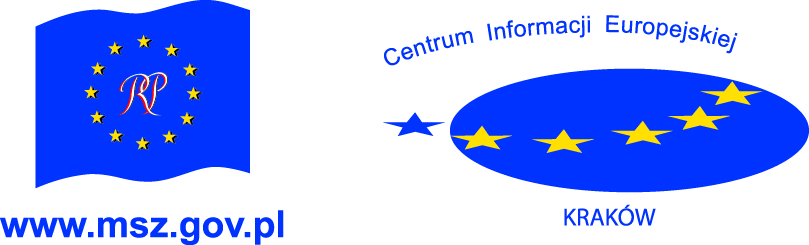 RP
www.msz.gov.pl
Centrum Informacji Europejskiej
KRAKÓW